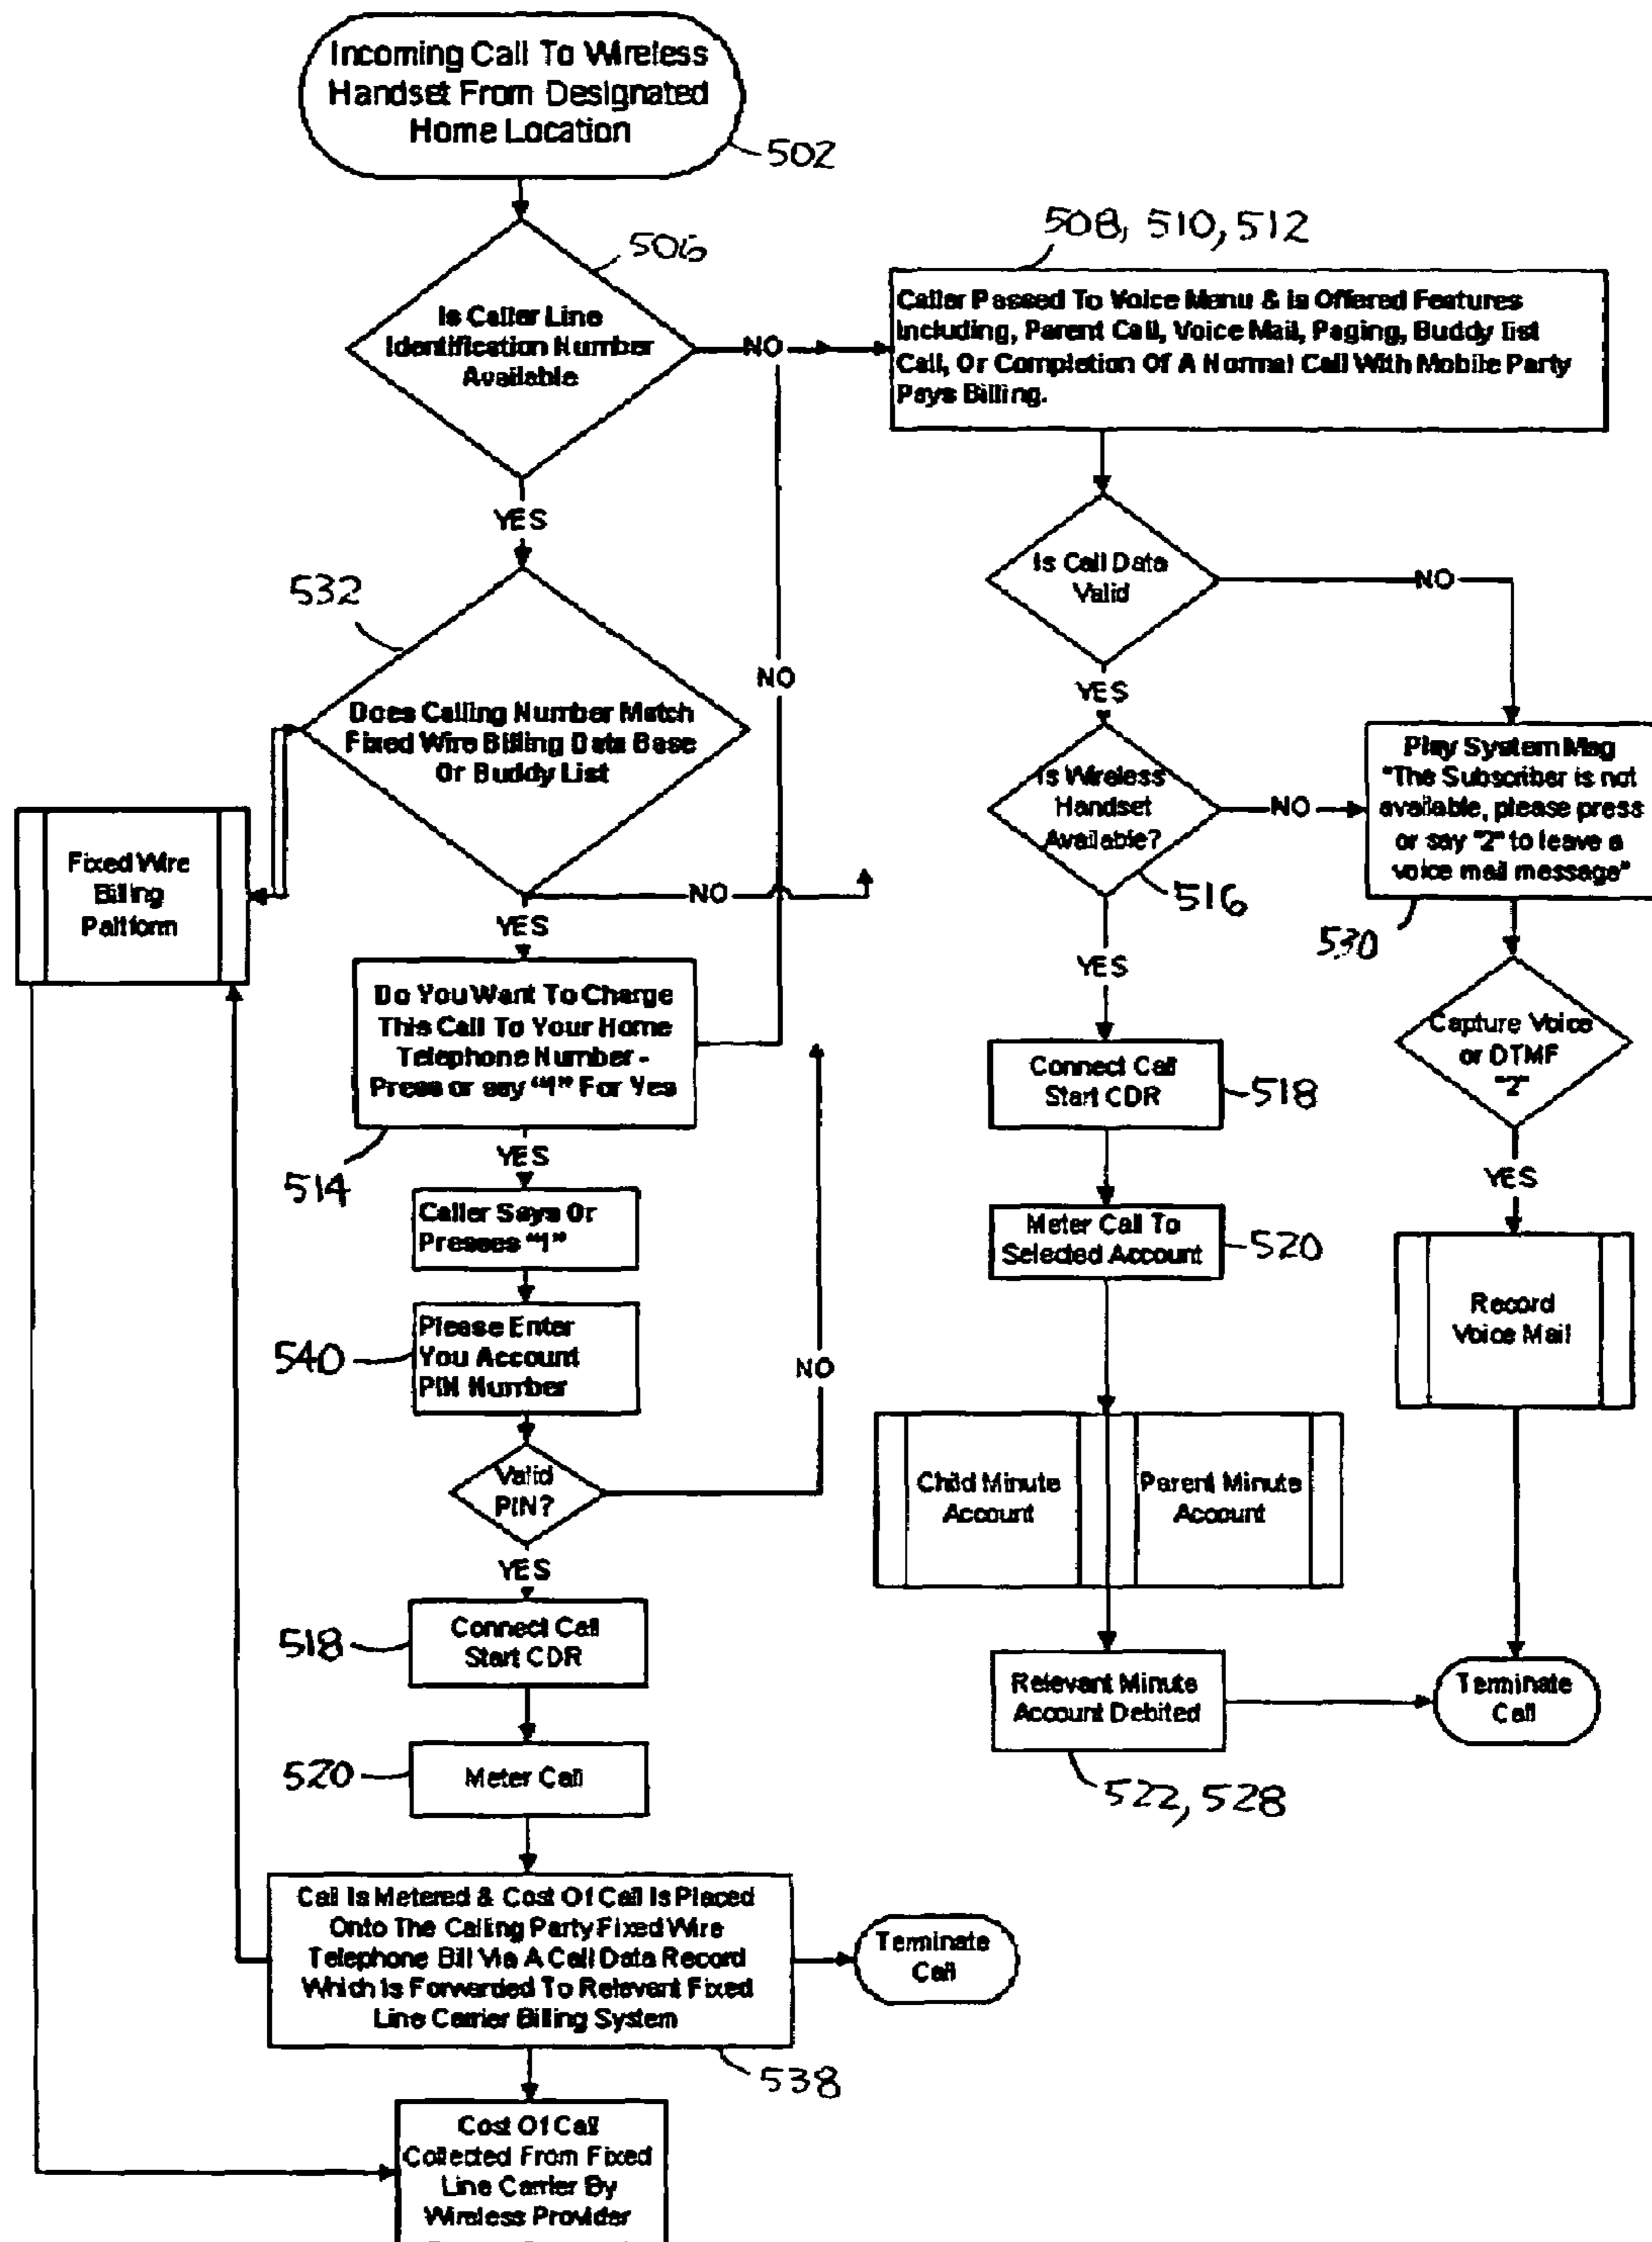 Incoming Call To Wireless
Handset From Designated
Home Location
502
506
Is Caller Line
Identification Number
Available
NO
YES
508, 510, 512
Caller Passed To Voice Menu & is Offered Features
Including, Parent Call, Voice Mail, Paging, Buddy list
Call, Or Completion Of A Normal Call With Mobile Party
Pays Billing.
532
Does Calling Number Match
Fixed Wire Billing Data Base
Or Buddy List
NO
NO
YES
Fixed Wire
Billing
Paltform
Do You Want To Charge
This Call To Your Home
Telephone Number -
Press or say "1" For Yes
514
YES
Caller Says Or
Presses "1"
540
Please Enter
You Account
PIN Number
NO
Valid
PIN?
YES
518
Connect Call
Start CDR
520
Meter Call
Call Is Metered & Cost Of Call Is Placed
Onto The Calling Party Fixed Wire
Telephone Bill Via A Call Data Record
Which Is Forwarded To Relevant Fixed
Line Carrier Billing System
538
Terminate
Call
Cost Of Call
Collected From Fixed
Line Carrier By
Wireless Provider
Is Call Data
Valid
NO
YES
Is Wireless
Handset
Available?
516
NO
YES
Play System Msg
"The Subscriber is not
available, please press
or say "2" to leave a
voice mail message"
530
Capture Voice
or DTMF
"2"
YES
Record
Voice Mail
Connect Call
Start CDR
518
Meter Call To
Selected Account
520
Child Minute
Account
Parent Minute
Account
Relevant Minute
Account Debited
522, 528
Terminate
Call